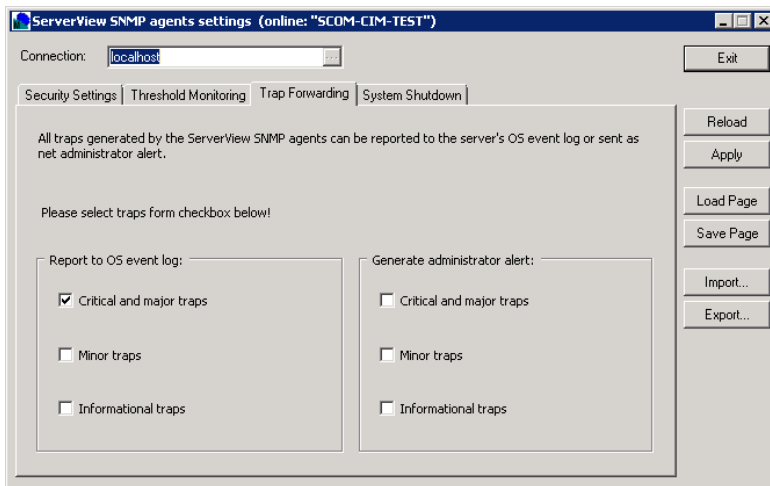 ServerView SNMP agents settings (online: "SCOM-CIM-TEST")
Connection: localhost ...
Exit
Security Settings Threshold Monitoring Trap Forwarding System Shutdown
Reload
All traps generated by the ServerView SNMP agents can be reported to the server's OS event log or sent as
net administrator alert.
Apply
Load Page
Please select traps form checkbox below!
Save Page
Report to OS event log: Generate administrator alert:
Import...
Critical and major traps Critical and major traps
Export...
Minor traps Minor traps
Informational traps Informational traps